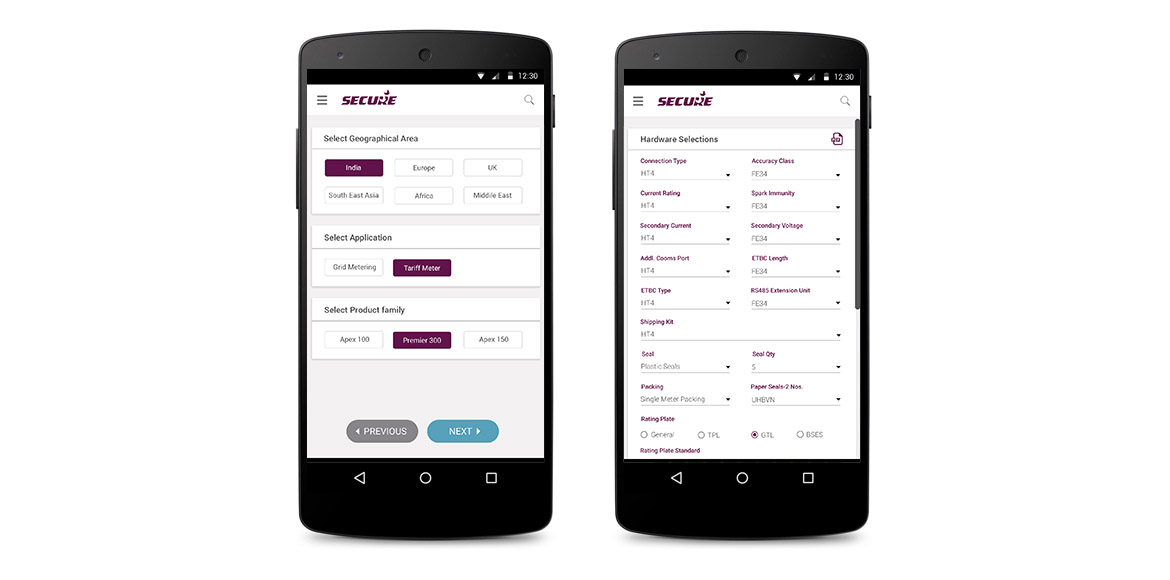 12:30
SECURE
Select Geographical Area
India Europe UK
South East Asia Africa Middle East
Select Application
Grid Metering Tariff Meter
Select Product family
Apex 100 Premier 300 Apex 150
PREVIOUS NEXT
12:30
SECURE
Hardware Selections
Connection Type Accuracy Class
HT4 FE34
Current Rating Spark Immunity
HT4 FE34
Secondary Current Secondary Voltage
HT4 FE34
Addl. Cooms Port ETBC Length
HT4 FE34
ETBC Type RS485 Extension Unit
HT4 FE34
Shipping Kit
HT4
Seal Seal Qty
Plastic Seals 5
Packing Paper Seals-2 Nos.
Single Meter Packing UHBVN
Rating Plate
General TPL GTL BSES
Rating Plate Standard